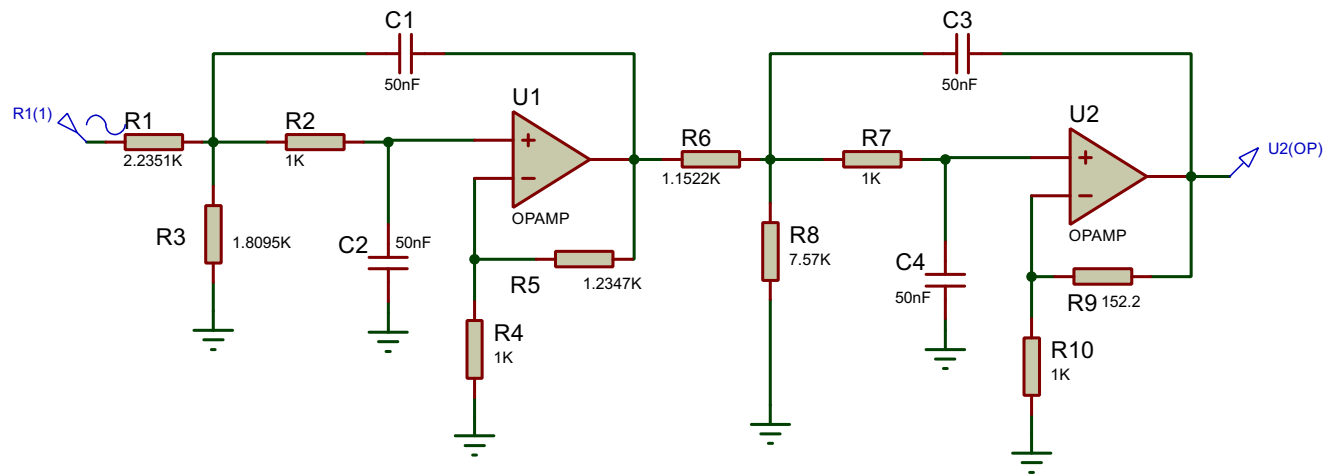 C1
50nF
C3
50nF
R1(1)
R1
2.2351K
R2
1K
U1
OPAMP
R6
1.1522K
R7
1K
U2
OPAMP
U2(OP)
R3
1.8095K
C2
50nF
R5
1.2347K
R8
7.57K
C4
50nF
R9
152.2
R4
1K
R10
1K